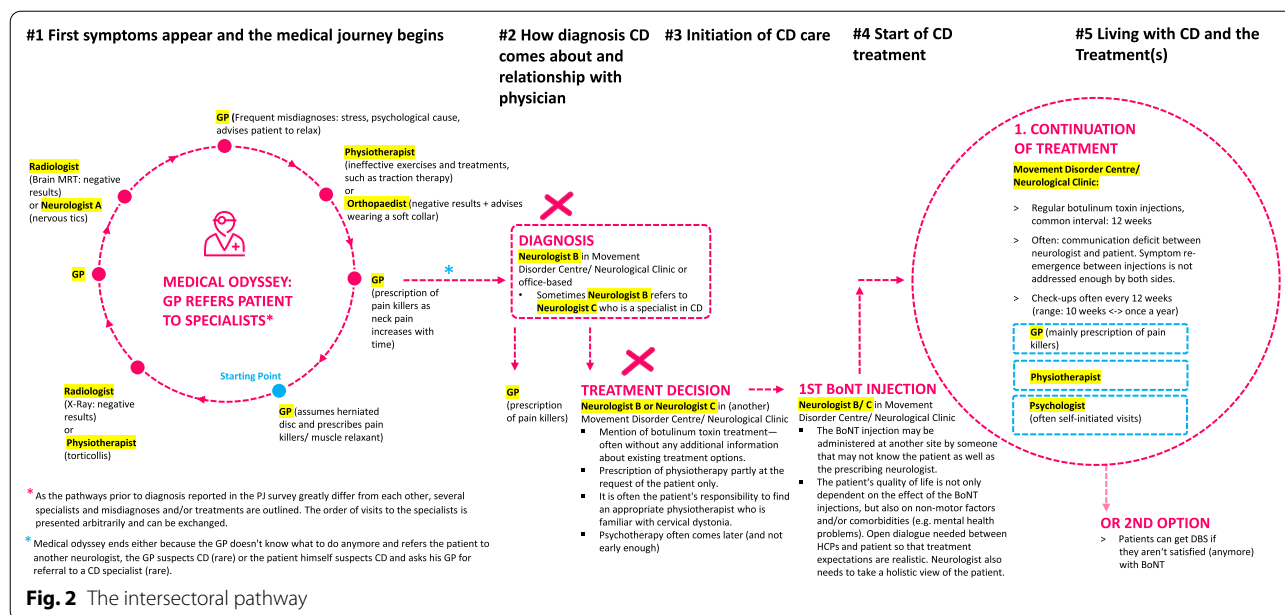 #1 First symptoms appear and the medical journey begins
#2 How diagnosis CD
comes about and
relationship with
physician
#3 Initiation of CD care
#4 Start of CD
treatment
#5 Living with CD and the
Treatment(s)
GP (Frequent misdiagnoses: stress, psychological cause,
advises patient to relax)
Physiotherapist
(ineffective exercises and treatments,
such as traction therapy)
or
Orthopaedist (negative results + advises
wearing a soft collar)
Radiologist
(Brain MRT: negative
results)
or Neurologist A
(nervous tics)
GP
MEDICAL ODYSSEY:
GP REFERS PATIENT
TO SPECIALISTS*
GP
(prescription of
pain killers as
neck pain
increases with
time)
Starting Point
GP (assumes herniated
disc and prescribes pain
killers/ muscle relaxant)
Radiologist
(X-Ray: negative
results)
or
Physiotherapist
(torticollis)
*
DIAGNOSIS
Neurologist B in Movement
Disorder Centre/ Neurological Clinic or
office-based
• Sometimes Neurologist B refers to
Neurologist C who is a specialist in CD
GP
(prescription
of pain killers)
TREATMENT DECISION
Neurologist B or Neurologist C in (another)
Movement Disorder Centre/ Neurological Clinic
▪ Mention of botulinum toxin treatment—
often without any additional information
about existing treatment options.
▪ Prescription of physiotherapy partly at the
request of the patient only.
▪ It is often the patient's responsibility to find
an appropriate physiotherapist who is
familiar with cervical dystonia.
▪ Psychotherapy often comes later (and not
early enough)
1ST BoNT INJECTION
Neurologist B/ C in Movement
Disorder Centre/ Neurological Clinic
▪ The BoNT injection may be
administered at another site by someone
that may not know the patient as well as
the prescribing neurologist.
▪ The patient's quality of life is not only
dependent on the effect of the BoNT
injections, but also on non-motor factors
and/or comorbidities (e.g. mental health
problems). Open dialogue needed between
HCPs and patient so that treatment
expectations are realistic. Neurologist also
needs to take a holistic view of the patient.
1. CONTINUATION
OF TREATMENT
Movement Disorder Centre/
Neurological Clinic:
> Regular botulinum toxin injections,
common interval: 12 weeks
> Often: communication deficit between
neurologist and patient. Symptom re-
emergence between injections is not
addressed enough by both sides.
> Check-ups often every 12 weeks
(range: 10 weeks <-> once a year)
GP (mainly prescription of pain
killers)
Physiotherapist
Psychologist
(often self-initiated visits)
OR 2ND OPTION
> Patients can get DBS if
they aren't satisfied (anymore)
with BoNT
* As the pathways prior to diagnosis reported in the PJ survey greatly differ from each other, several
specialists and misdiagnoses and/or treatments are outlined. The order of visits to the specialists is
presented arbitrarily and can be exchanged.
* Medical odyssey ends either because the GP doesn't know what to do anymore and refers the patient to
another neurologist, the GP suspects CD (rare) or the patient himself suspects CD and asks his GP for
referral to a CD specialist (rare).
Fig. 2 The intersectoral pathway